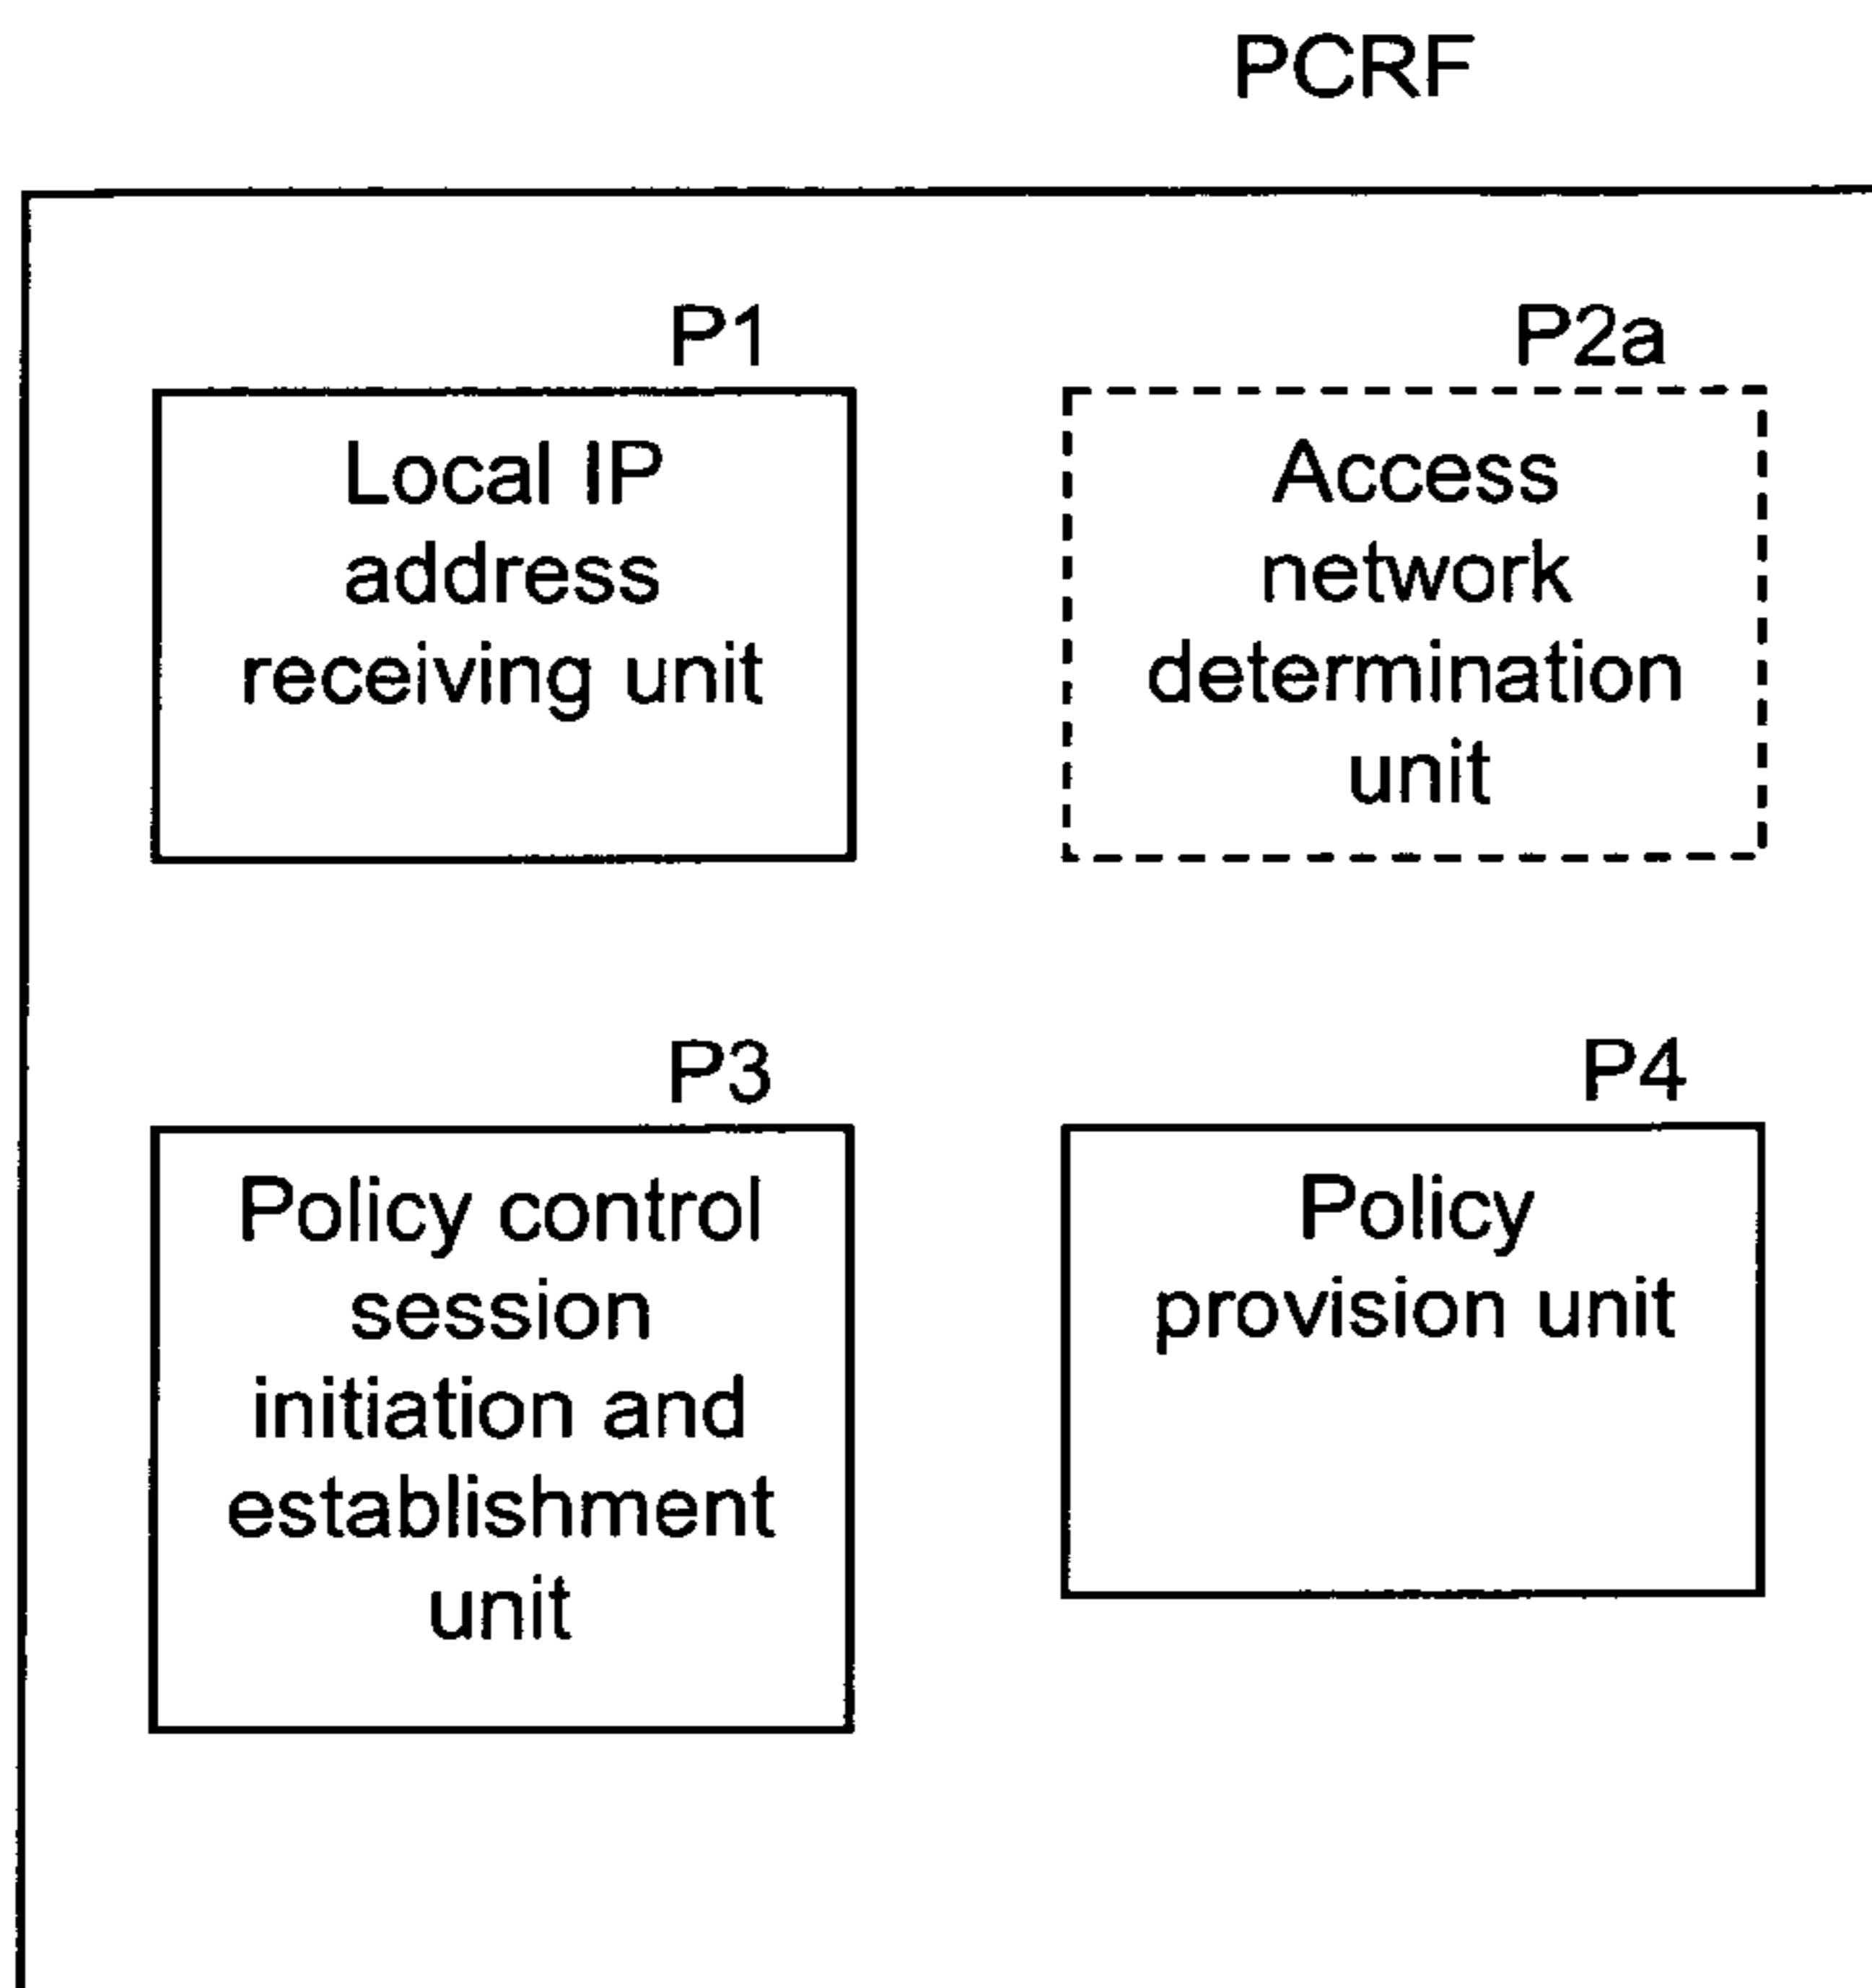 PCRF
P1
Local IP
address
receiving unit
P2a
Access
network
determination
unit
P3
Policy control
session
initiation and
establishment
unit
P4
Policy
provision unit